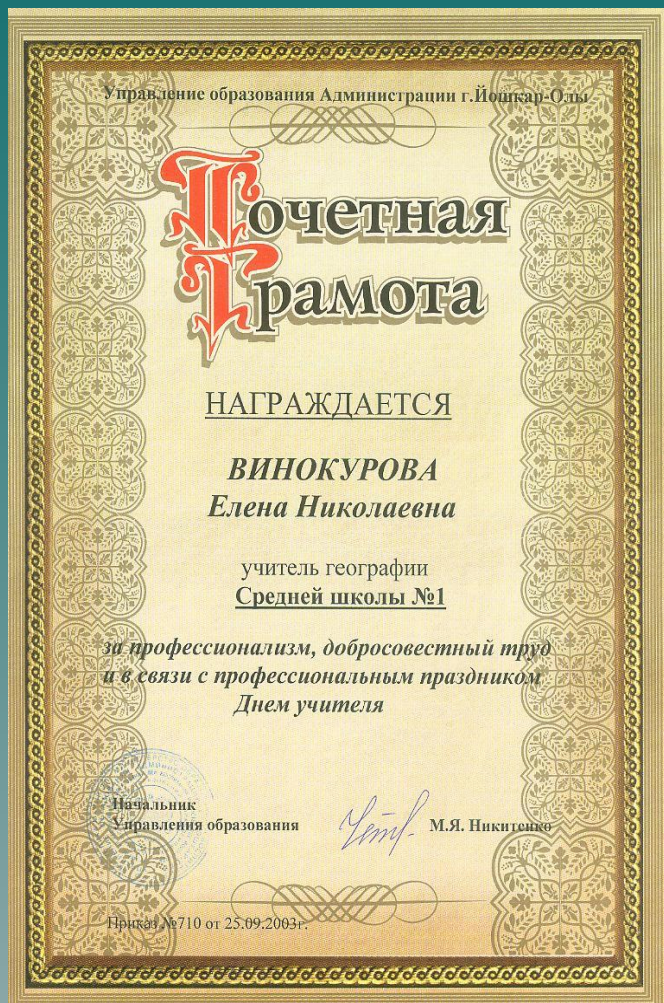 Управление образования Администрации г.Йошкар-Олы
Почетная
Грамота
НАГРАЖДАЕТСЯ
ВИНОКУРОВА
Елена Николаевна
учитель географии
Средней школы №1
за профессионализм, добросовестный труд
и в связи с профессиональным праздником
Днем учителя
Начальник
Управления образования
М.Я. Никитенко
Приказ №710 от 25.09.2003г.